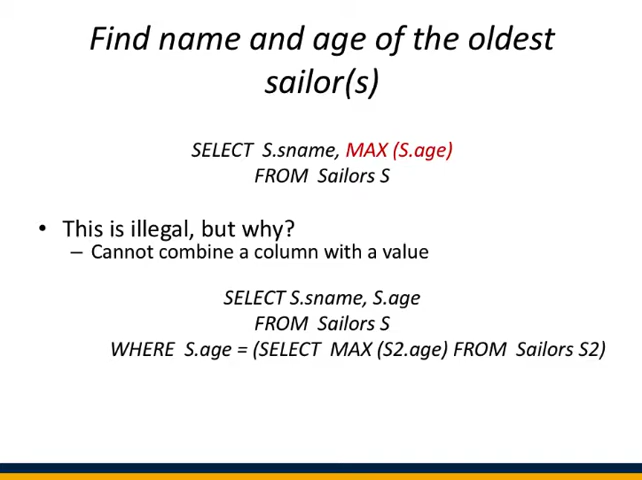 Find name and age of the oldest
sailor(s)
SELECT S.sname, MAX (S.age)
FROM Sailors S
• This is illegal, but why?
– Cannot combine a column with a value
SELECT S.sname, S.age
FROM Sailors S
WHERE S.age = (SELECT MAX (S2.age) FROM Sailors S2)